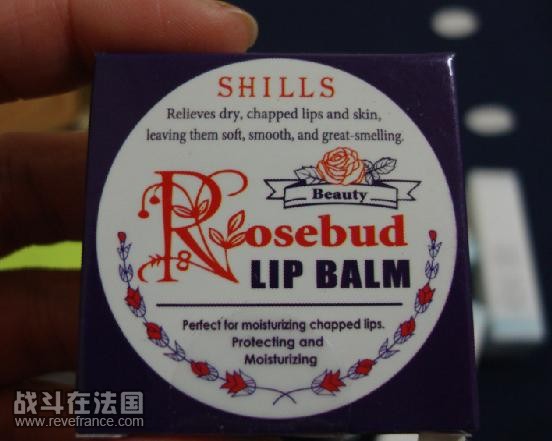 SHILLS
Relieves dry, chapped lips and skin,
leaving them soft, smooth, and great-smelling.
Beauty
Rosebud
LIP BALM
Perfect for moisturizing chapped lips.
Protecting and
Moisturizing
战斗在法国
www.revefrance.com